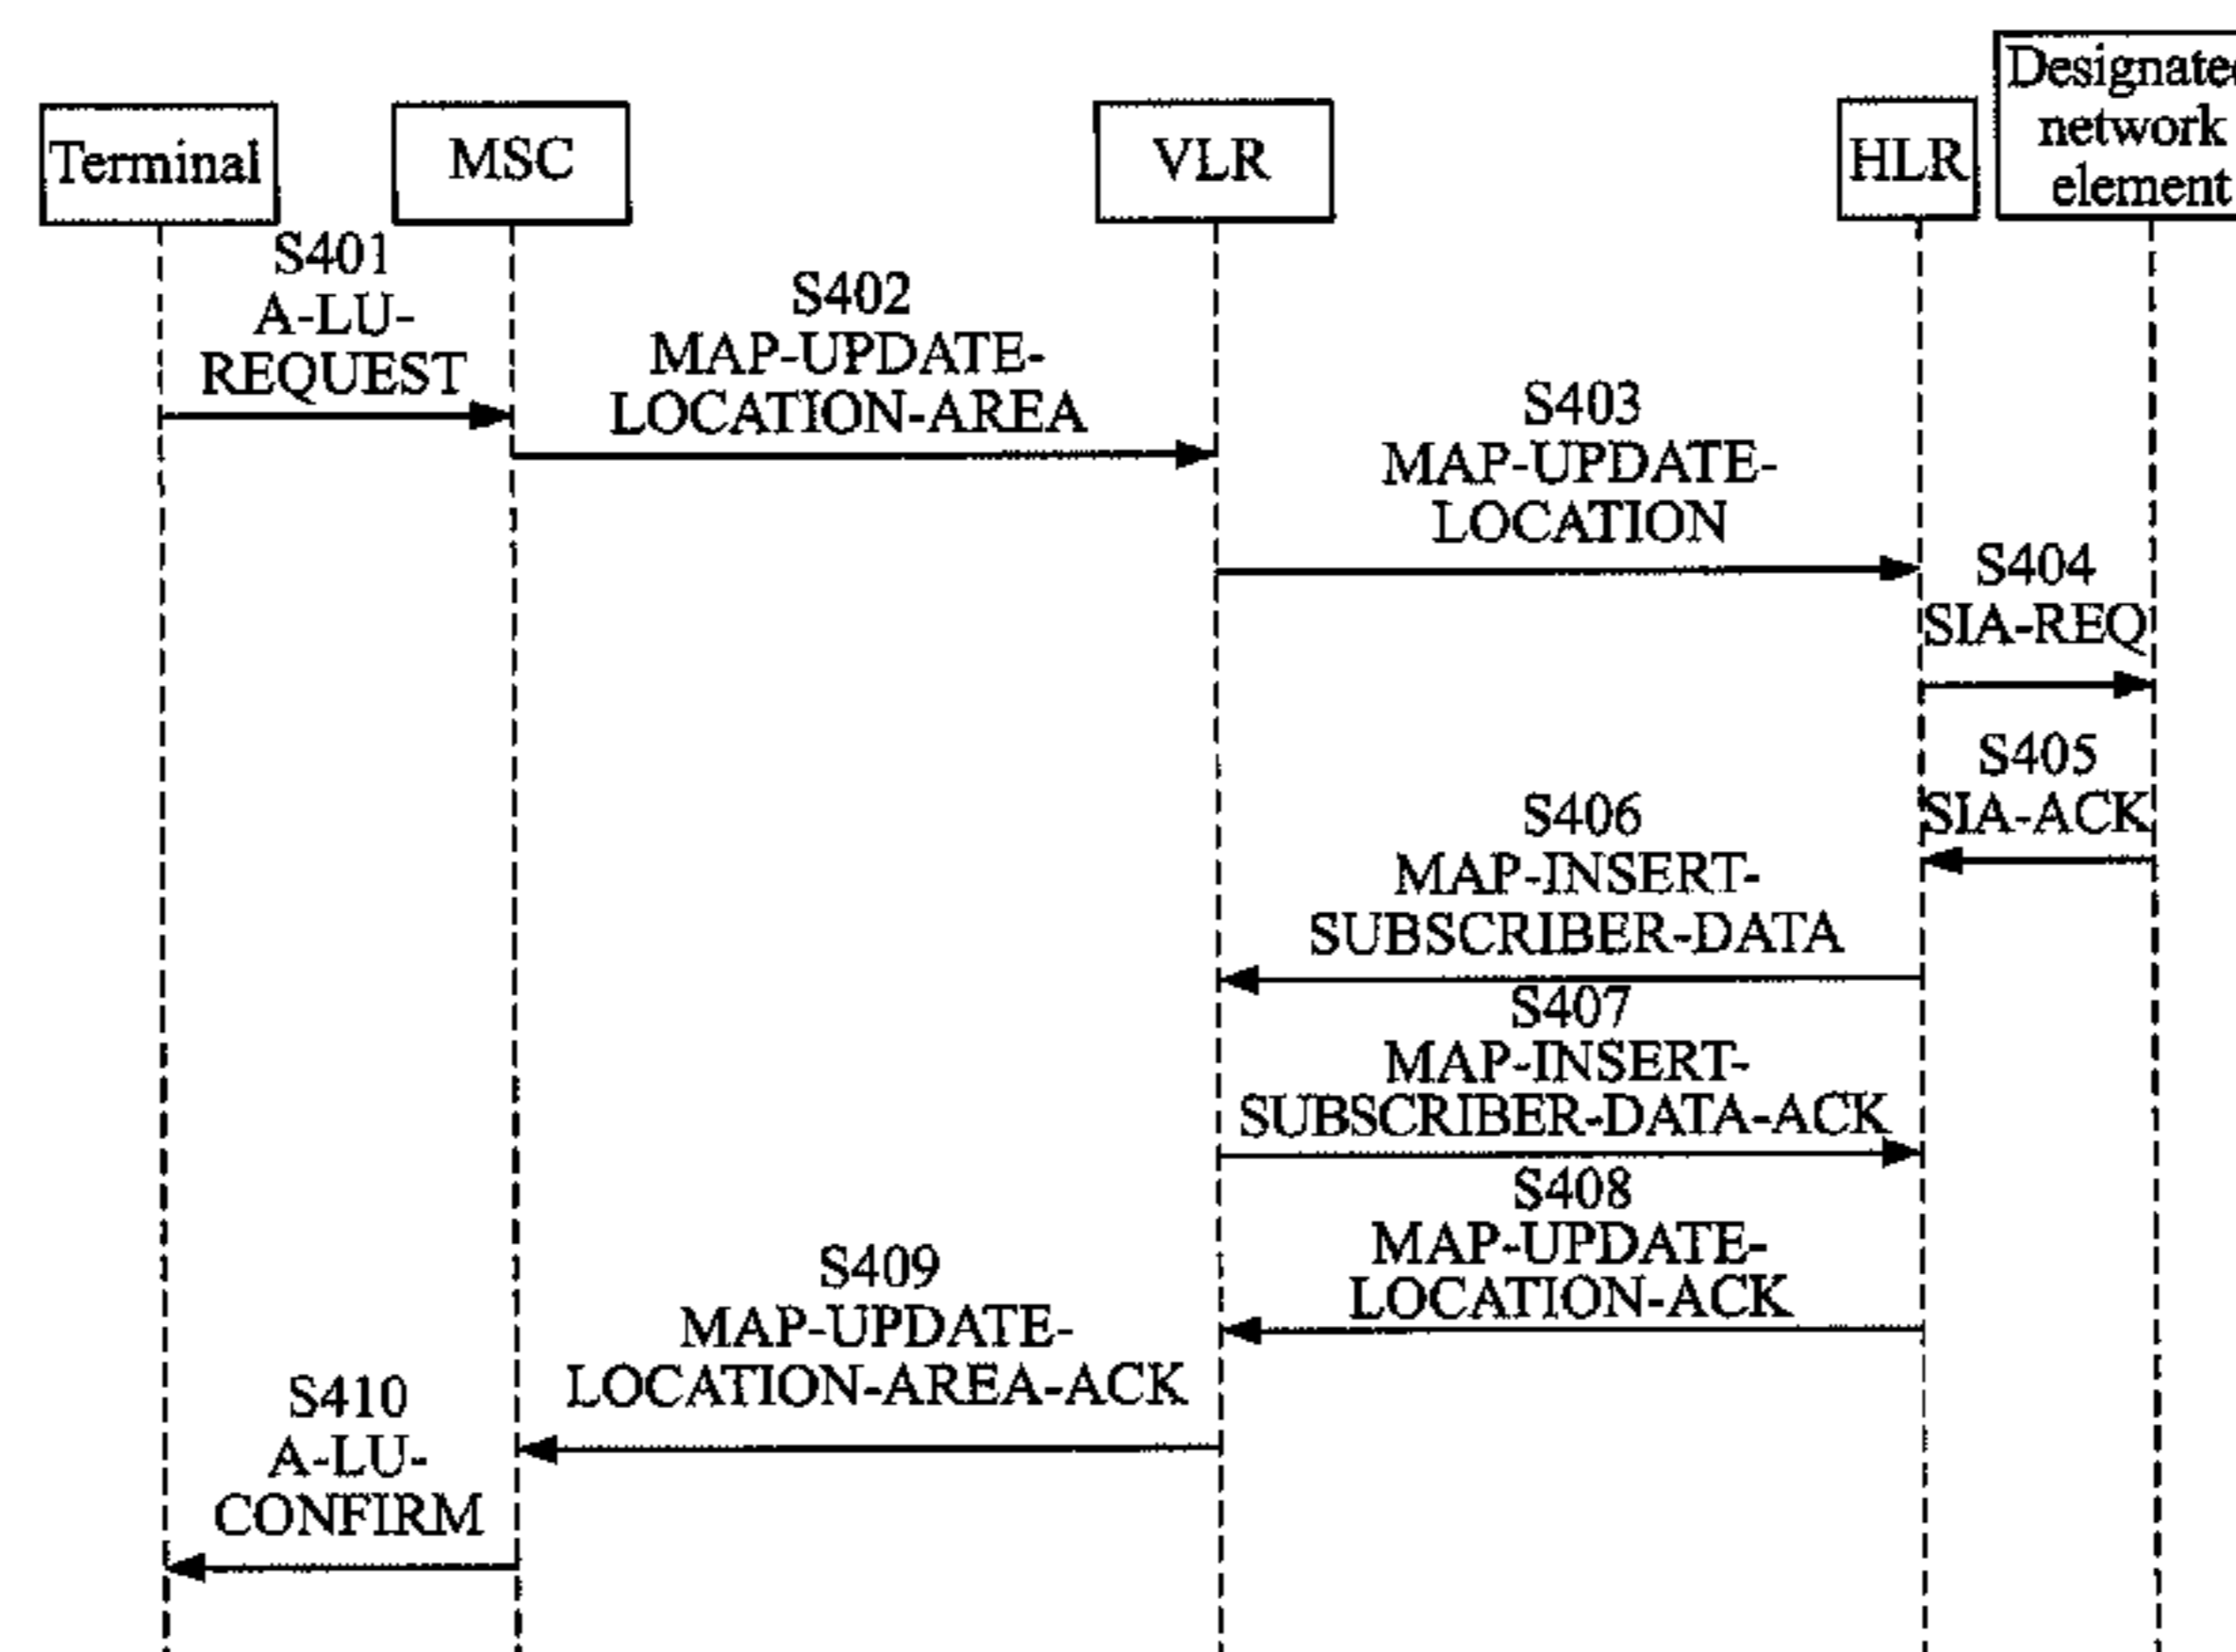 Terminal
MSC
VLR
HLR
Designated
network
element
S401
A-LU-
REQUEST
S402
MAP-UPDATE-
LOCATION-AREA
S403
MAP-UPDATE-
LOCATION
S404
SIA-REQ
S405
SIA-ACK
S406
MAP-INSERT-
SUBSCRIBER-DATA
S407
MAP-INSERT-
SUBSCRIBER-DATA-ACK
S408
MAP-UPDATE-
LOCATION-ACK
S409
MAP-UPDATE-
LOCATION-AREA-ACK
S410
A-LU-
CONFIRM